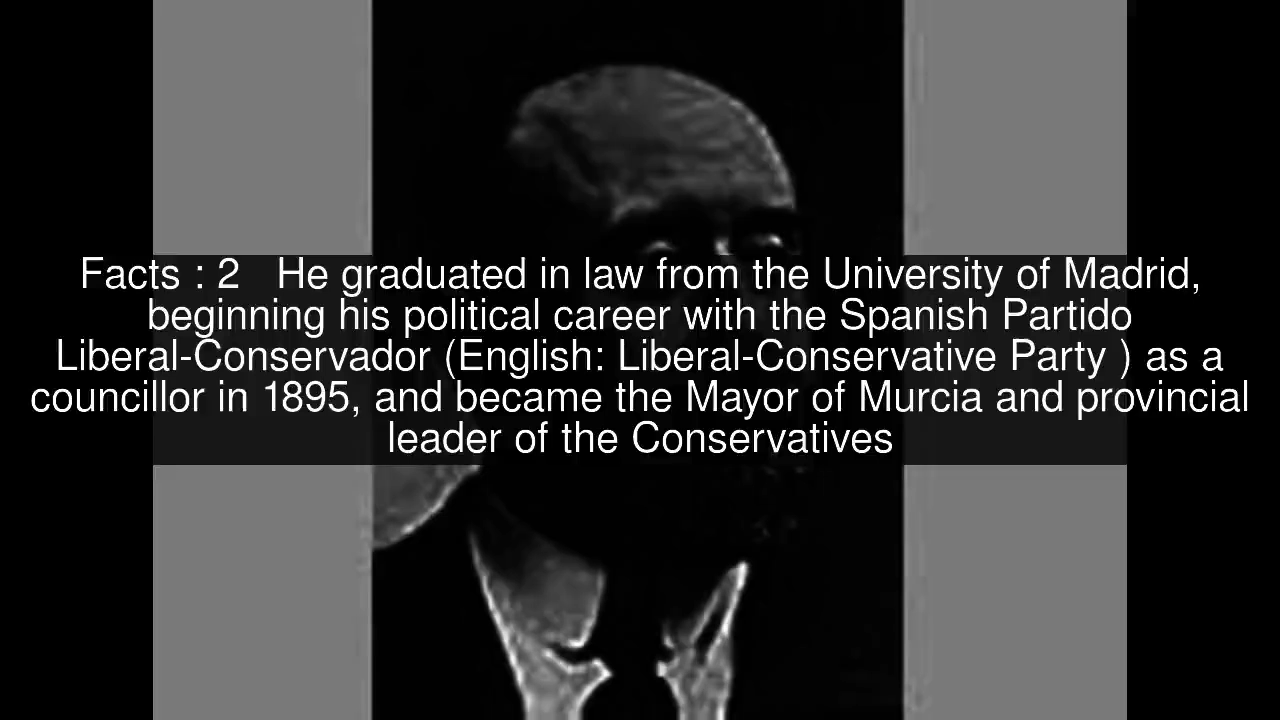 Facts : 2   He graduated in law from the University of Madrid,
beginning his political career with the Spanish Partido
Liberal-Conservador (English: Liberal-Conservative Party ) as a
councillor in 1895, and became the Mayor of Murcia and provincial
leader of the Conservatives